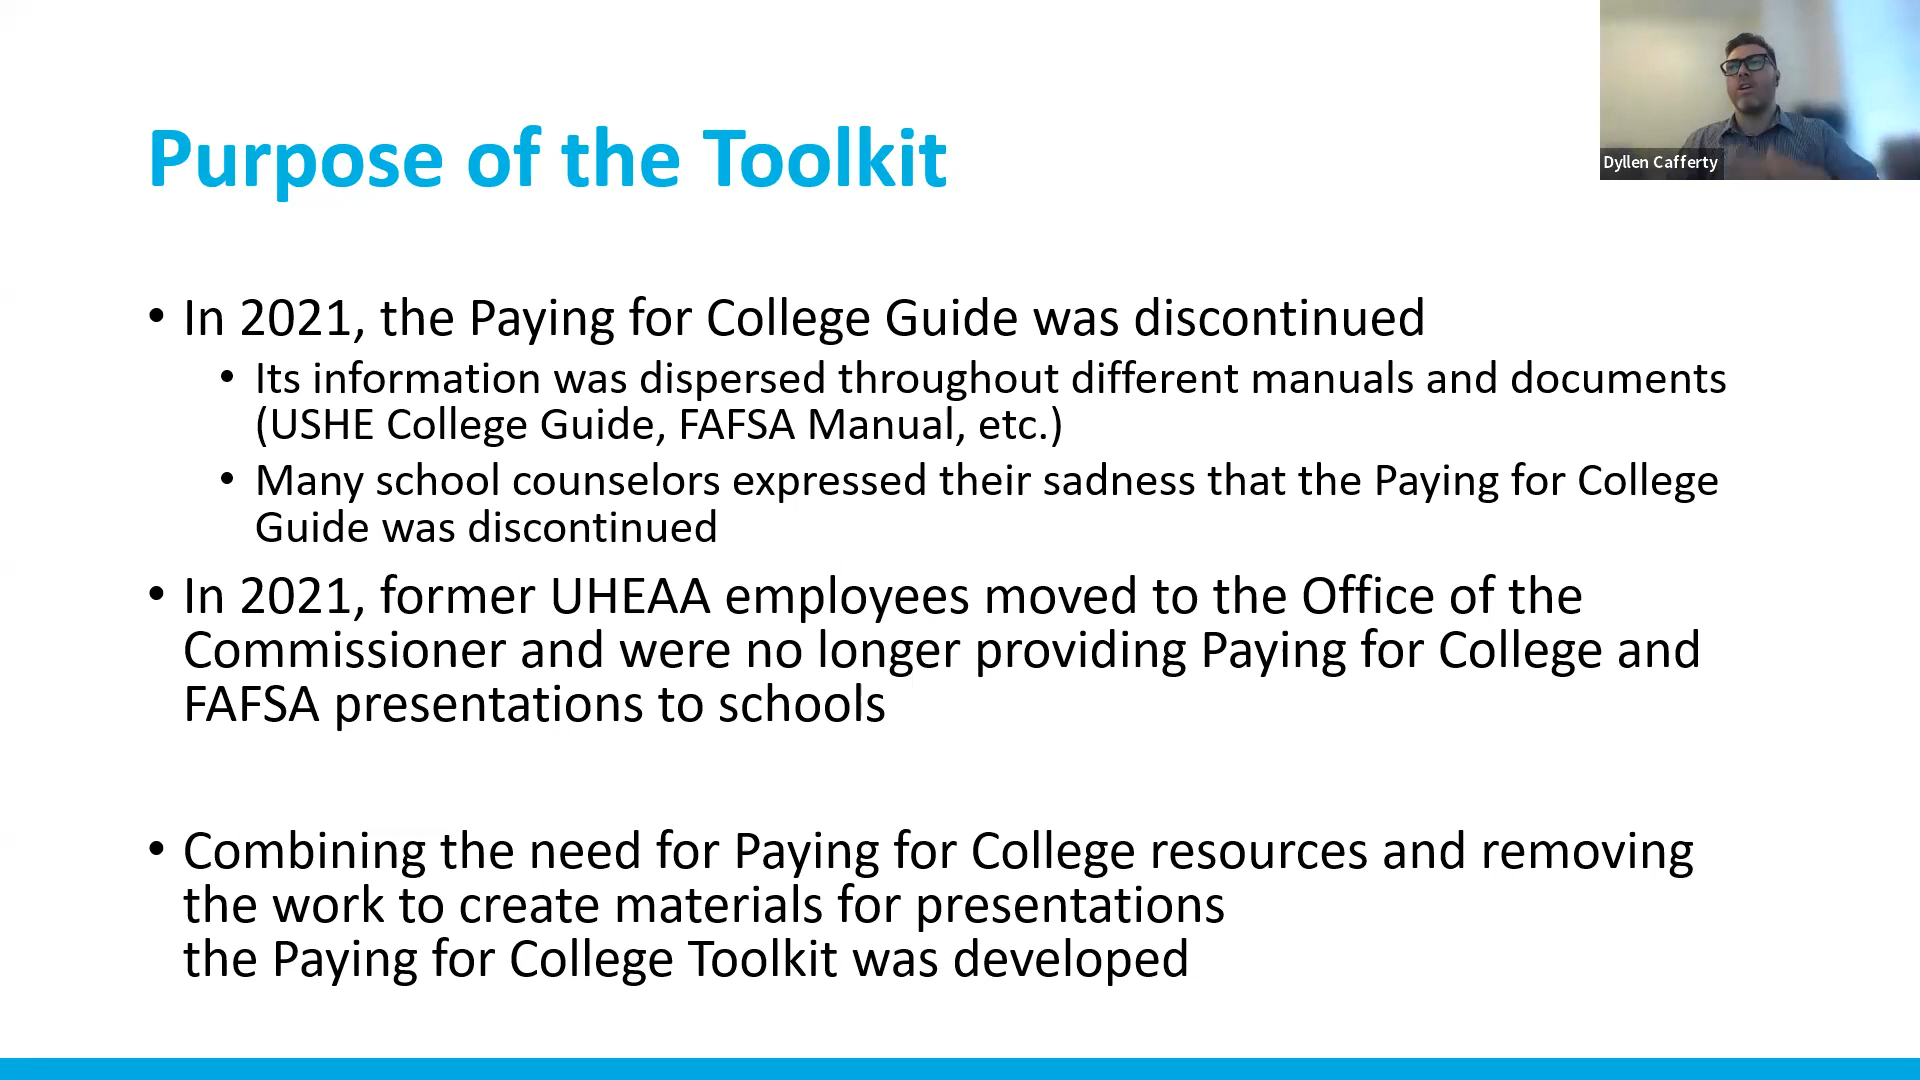 Purpose of the Toolkit
Dyllen Cafferty
• In 2021, the Paying for College Guide was discontinued
• Its information was dispersed throughout different manuals and documents
(USHE College Guide, FAFSA Manual, etc.)
• Many school counselors expressed their sadness that the Paying for College
Guide was discontinued
• In 2021, former UHEAA employees moved to the Office of the
Commissioner and were no longer providing Paying for College and
FAFSA presentations to schools
• Combining the need for Paying for College resources and removing
the work to create materials for presentations
the Paying for College Toolkit was developed